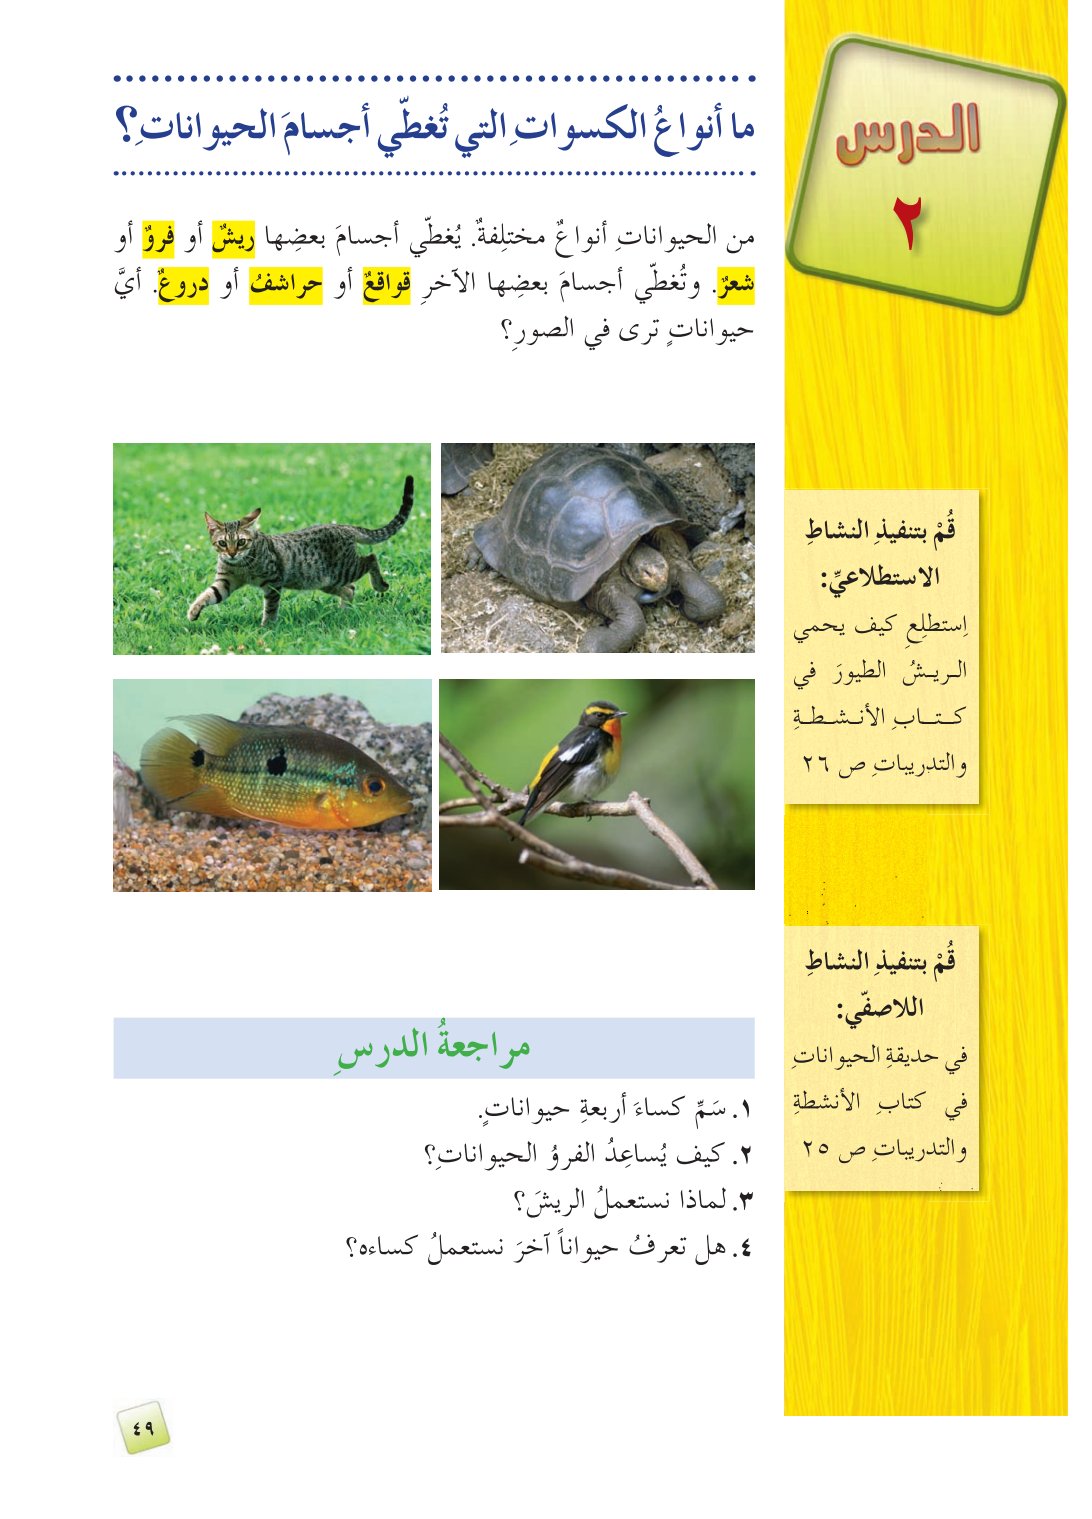 الدرس
٢
ما أنواعُ الكسواتِ التي تُغطّي أجسامَ الحيواناتِ؟
من الحيواناتِ أنواعٌ مختلِفةٌ. يُغطّي أجسامَ بعضِها ريشٌ أو فروٌ أو
شعرٌ. وتُغطّي أجسامَ بعضِها الآخرِ قواقعٌ أو حراشفُ أو دروعٌ. أيَّ
حيواناتٍ ترى في الصورِ؟
قُمْ بتنفيذِ النشاطِ
الاستطلاعيِّ:
اِستطلِعِ كيف يحمي
الريشُ الطيورَ في
كتابِ الأنشطةِ
والتدريباتِ ص ٢٦
قُمْ بتنفيذِ النشاطِ
اللاصفّي:
في حديقةِ الحيواناتِ
في كتابِ الأنشطةِ
والتدريباتِ ص ٢٥
مراجعةُ الدرسِ
١. سَمِّ كساءَ أربعةِ حيواناتٍ.
٢. كيف يُساعِدُ الفروُ الحيواناتِ؟
٣. لماذا نستعملُ الريشَ؟
٤. هل تعرفُ حيواناً آخرَ نستعملُ كساءه؟
٤٩